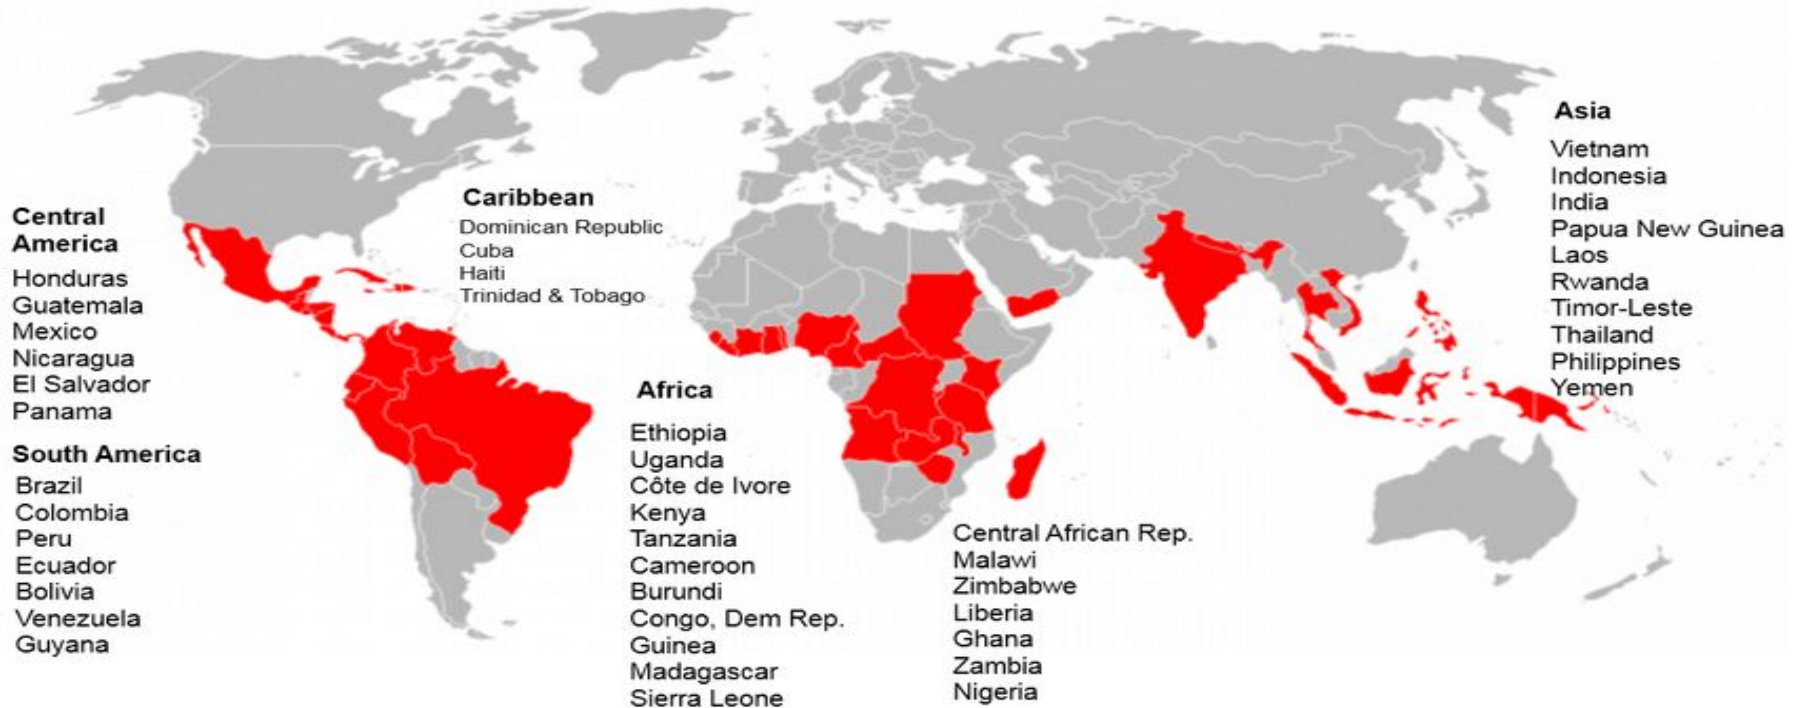 Central
America
Honduras
Guatemala
Mexico
Nicaragua
El Salvador
Panama
South America
Brazil
Colombia
Peru
Ecuador
Bolivia
Venezuela
Guyana
Caribbean
Dominican Republic
Cuba
Haiti
Trinidad & Tobago
Africa
Ethiopia
Uganda
Côte de Ivore
Kenya
Tanzania
Cameroon
Burundi
Congo, Dem Rep.
Guinea
Madagascar
Sierra Leone
Central African Rep.
Malawi
Zimbabwe
Liberia
Ghana
Zambia
Nigeria
Asia
Vietnam
Indonesia
India
Papua New Guinea
Laos
Rwanda
Timor-Leste
Thailand
Philippines
Yemen